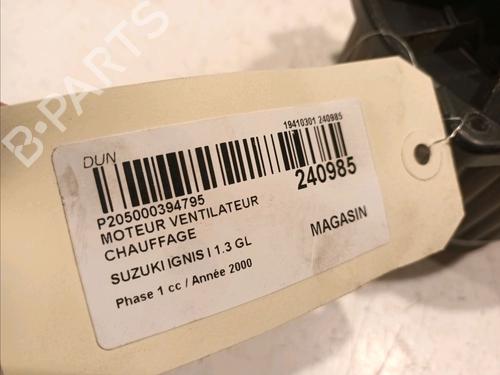 B-PARTS
19410301 240985
DUN
P205000394795
240985
MOTEUR VENTILATEUR
CHAUFFAGE
MAGASIN
SUZUKI IGNIS I 1.3 GL
Phase 1 cc / Année 2000